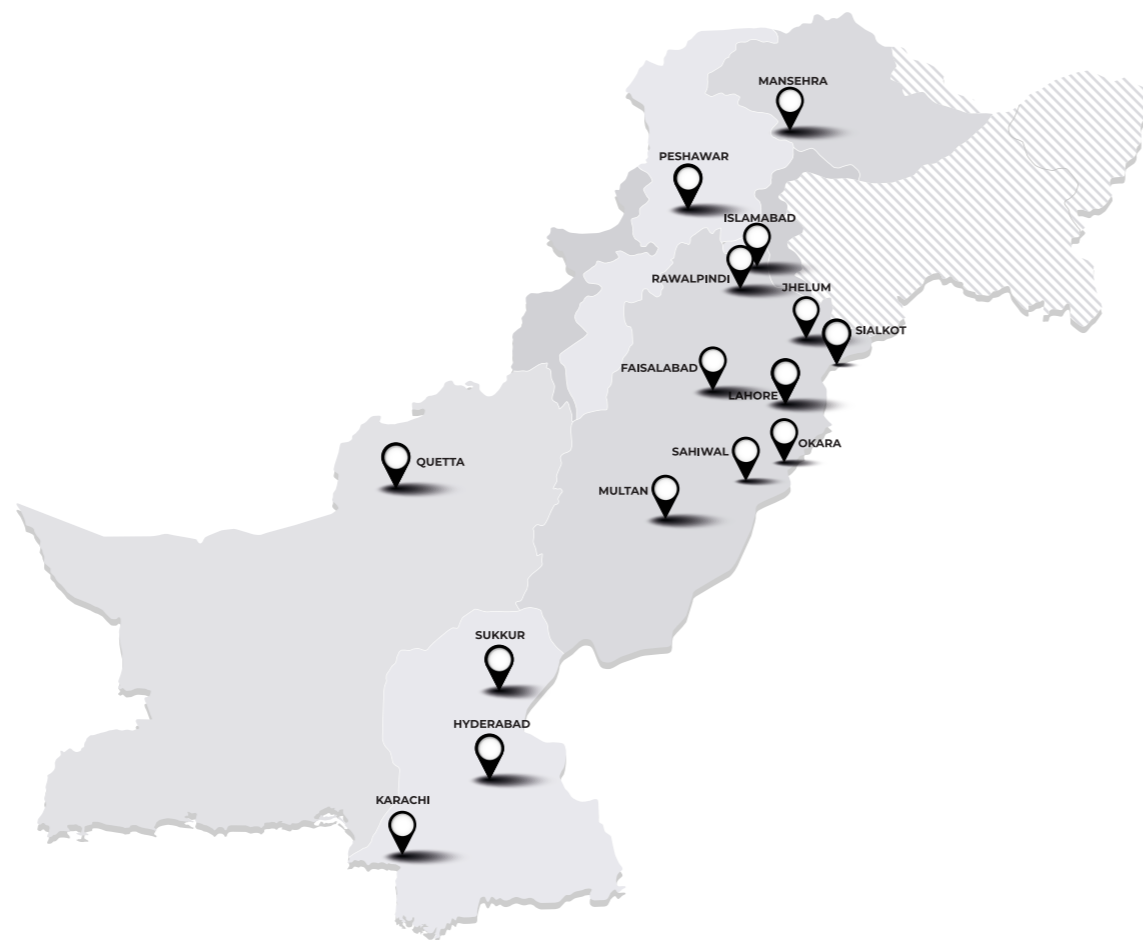 MANSEHRA
PESHAWAR
ISLAMABAD
RAWALPINDI
JHELUM
SIALKOT
FAISALABAD
LAHORE
OKARA
SAHIWAL
QUETTA
MULTAN
SUKKUR
HYDERABAD
KARACHI